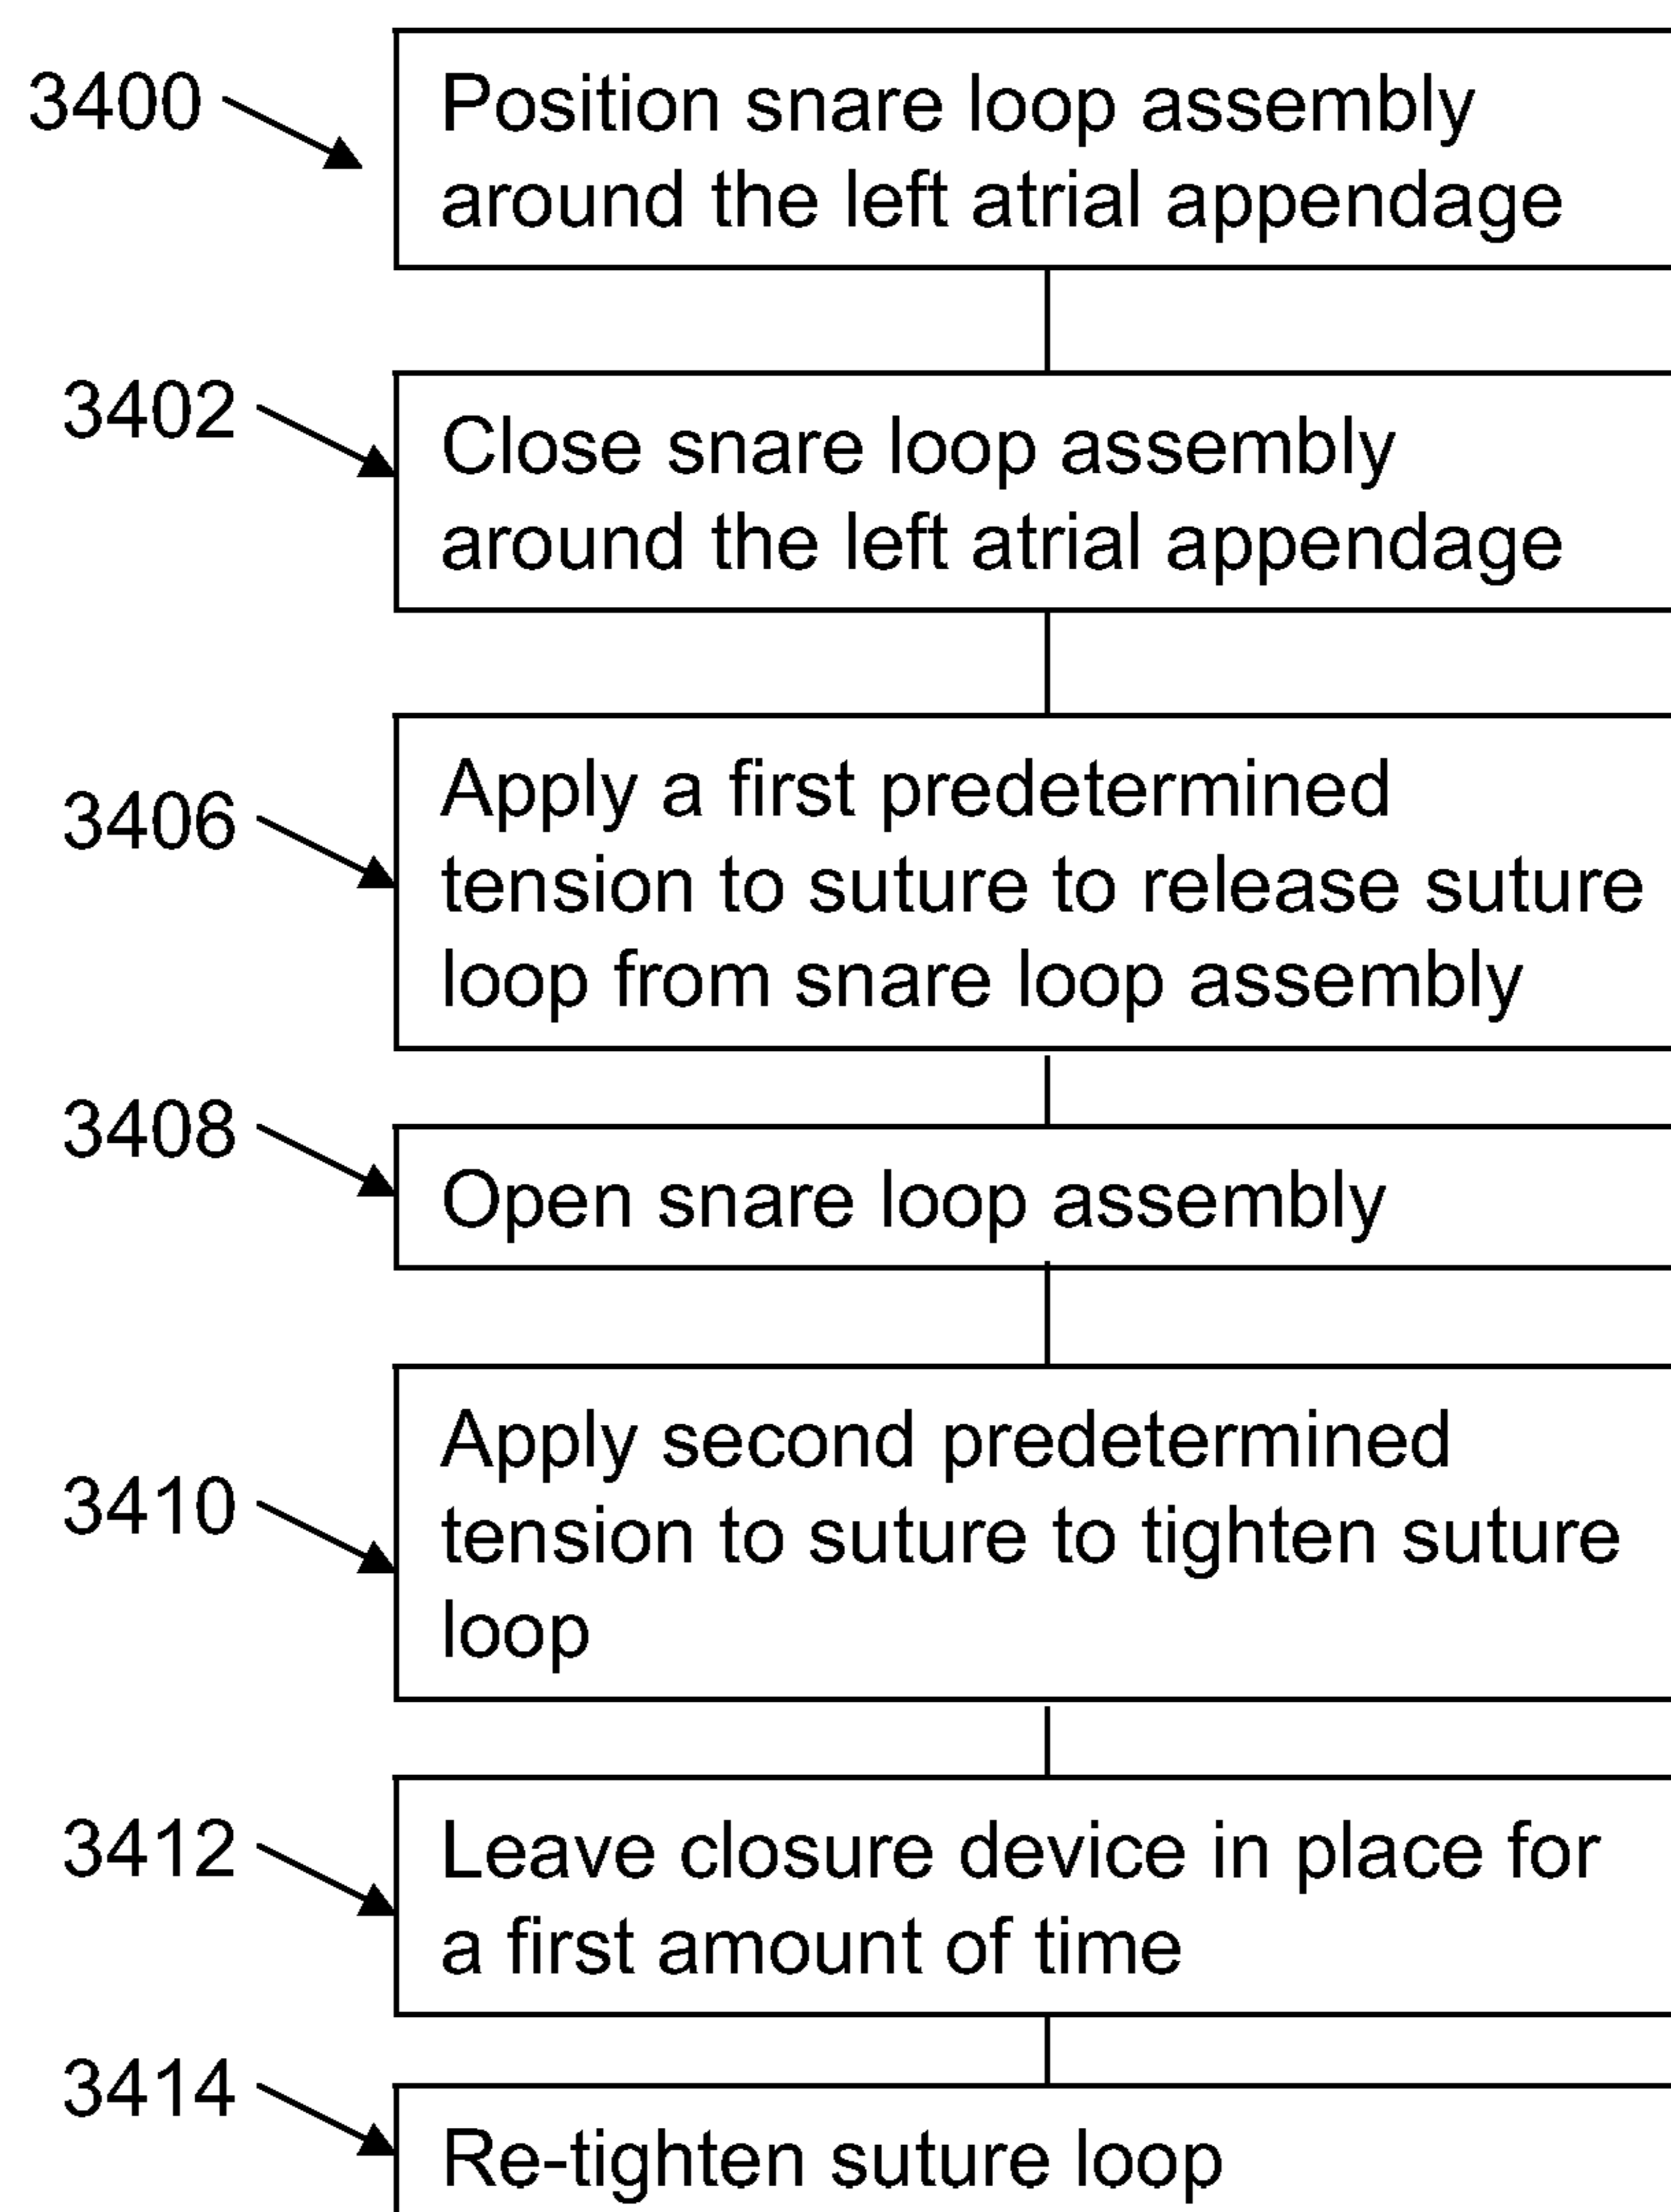 3400
Position snare loop assembly
around the left atrial appendage
3402
Close snare loop assembly
around the left atrial appendage
3406
Apply a first predetermined
tension to suture to release suture
loop from snare loop assembly
3408
Open snare loop assembly
3410
Apply second predetermined
tension to suture to tighten suture
loop
3412
Leave closure device in place for
a first amount of time
3414
Re-tighten suture loop